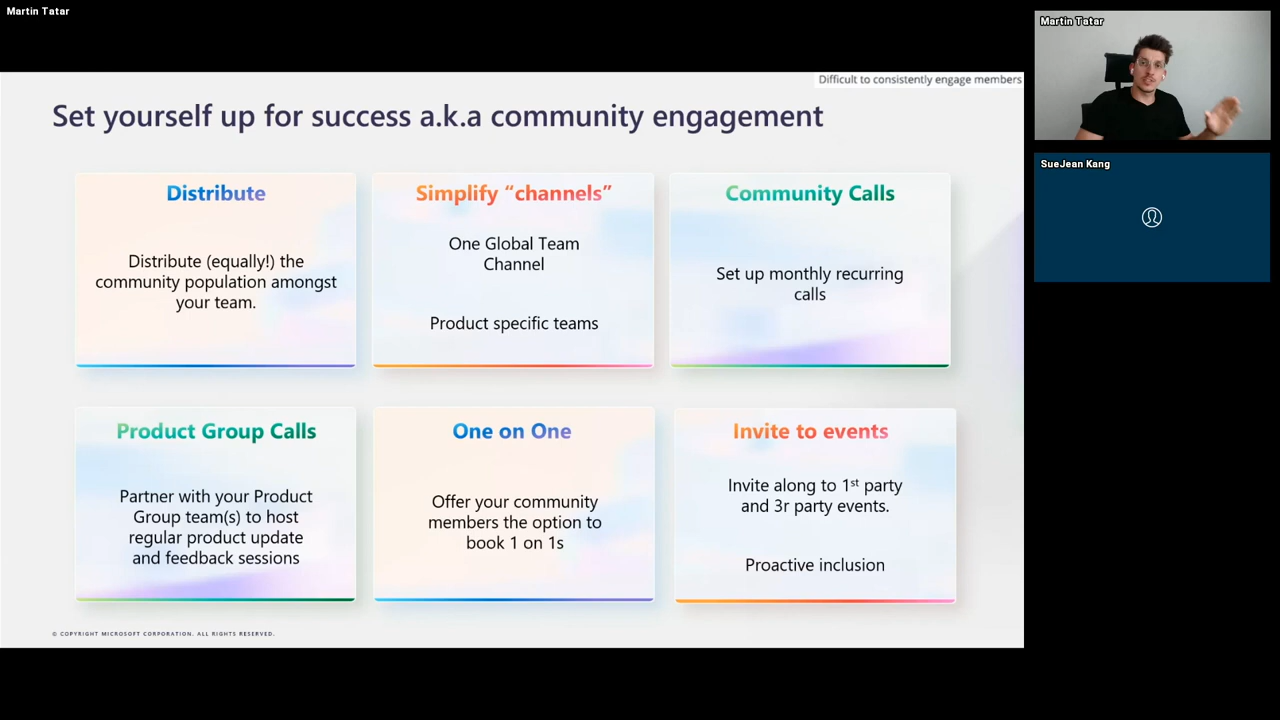 Martin Tatar
Martin Tatar
SueJean Kang
Difficult to consistently engage members
Set yourself up for success a.k.a community engagement
Distribute
Distribute (equally!) the
community population amongst
your team.
Simplify “channels”
One Global Team
Channel
Product specific teams
Community Calls
Set up monthly recurring
calls
Product Group Calls
Partner with your Product
Group team(s) to host
regular product update
and feedback sessions
One on One
Offer your community
members the option to
book 1 on 1s
Invite to events
Invite along to 1st party
and 3r party events.
Proactive inclusion
© COPYRIGHT MICROSOFT CORPORATION. ALL RIGHTS RESERVED.